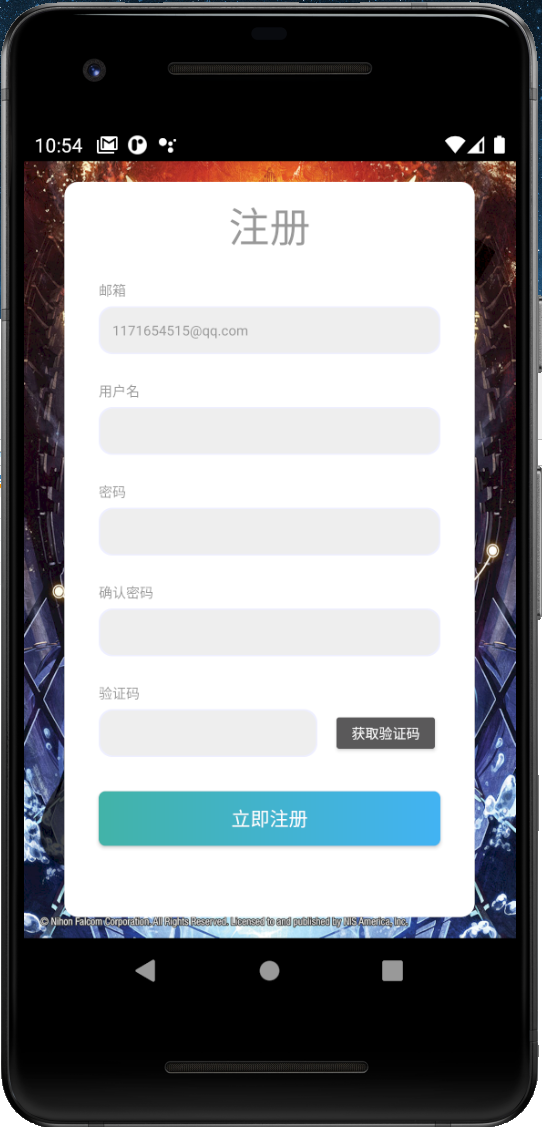 10:54
注册
邮箱
1171654515@qq.com
用户名
密码
确认密码
验证码
获取验证码
立即注册
© Nihon Falcom Corporation. All Rights Reserved. Licensed to and published by NIS America, Inc.